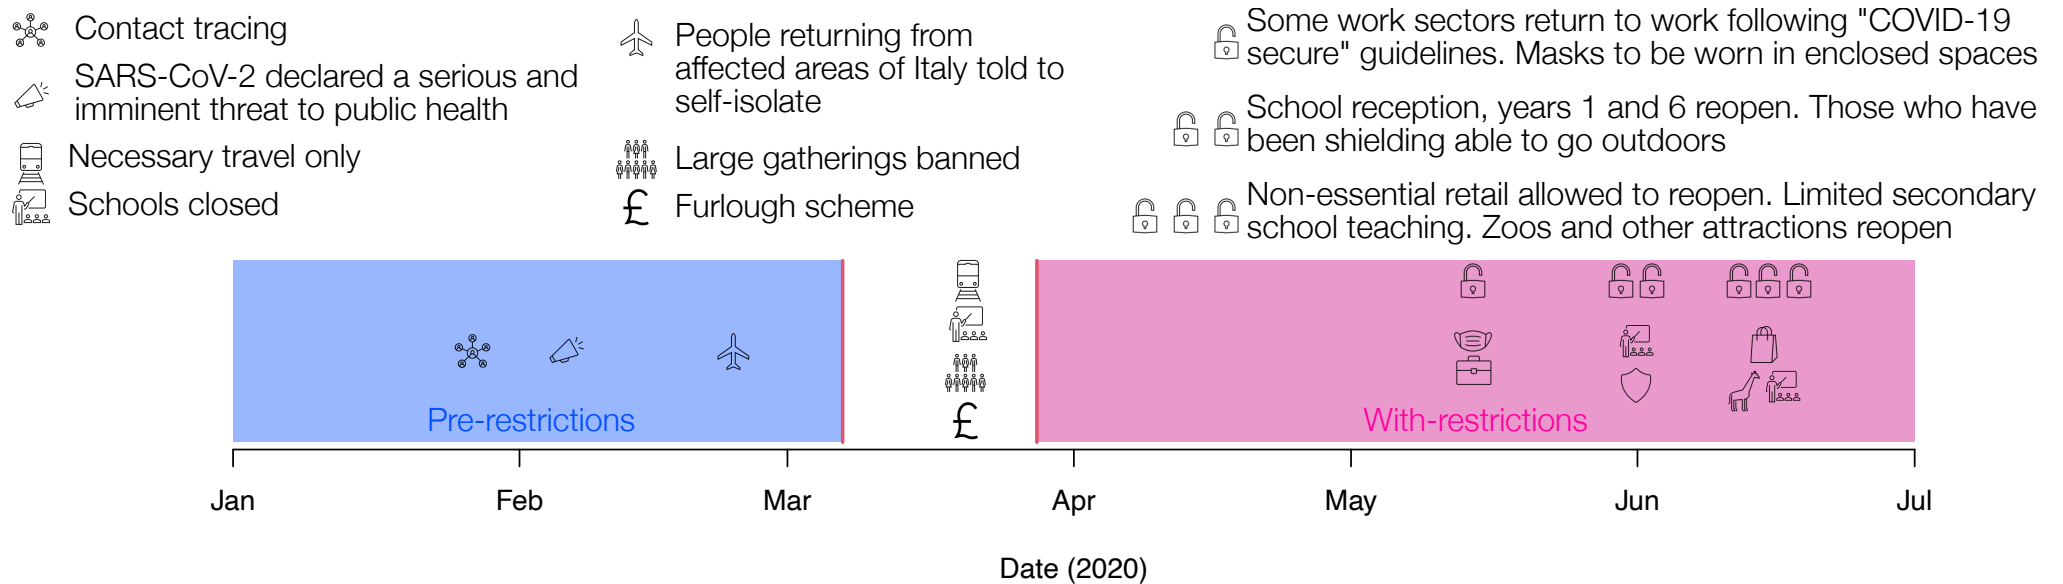 Contact tracing
SARS-CoV-2 declared a serious and
imminent threat to public health
Necessary travel only
Schools closed
People returning from
affected areas of Italy told to
self-isolate
Large gatherings banned
£ Furlough scheme
Some work sectors return to work following "COVID-19
secure" guidelines. Masks to be worn in enclosed spaces
School reception, years 1 and 6 reopen. Those who have
been shielding able to go outdoors
Non-essential retail allowed to reopen. Limited secondary
school teaching. Zoos and other attractions reopen
Pre-restrictions
£
With-restrictions
Jan Feb Mar Apr May Jun Jul
Date (2020)